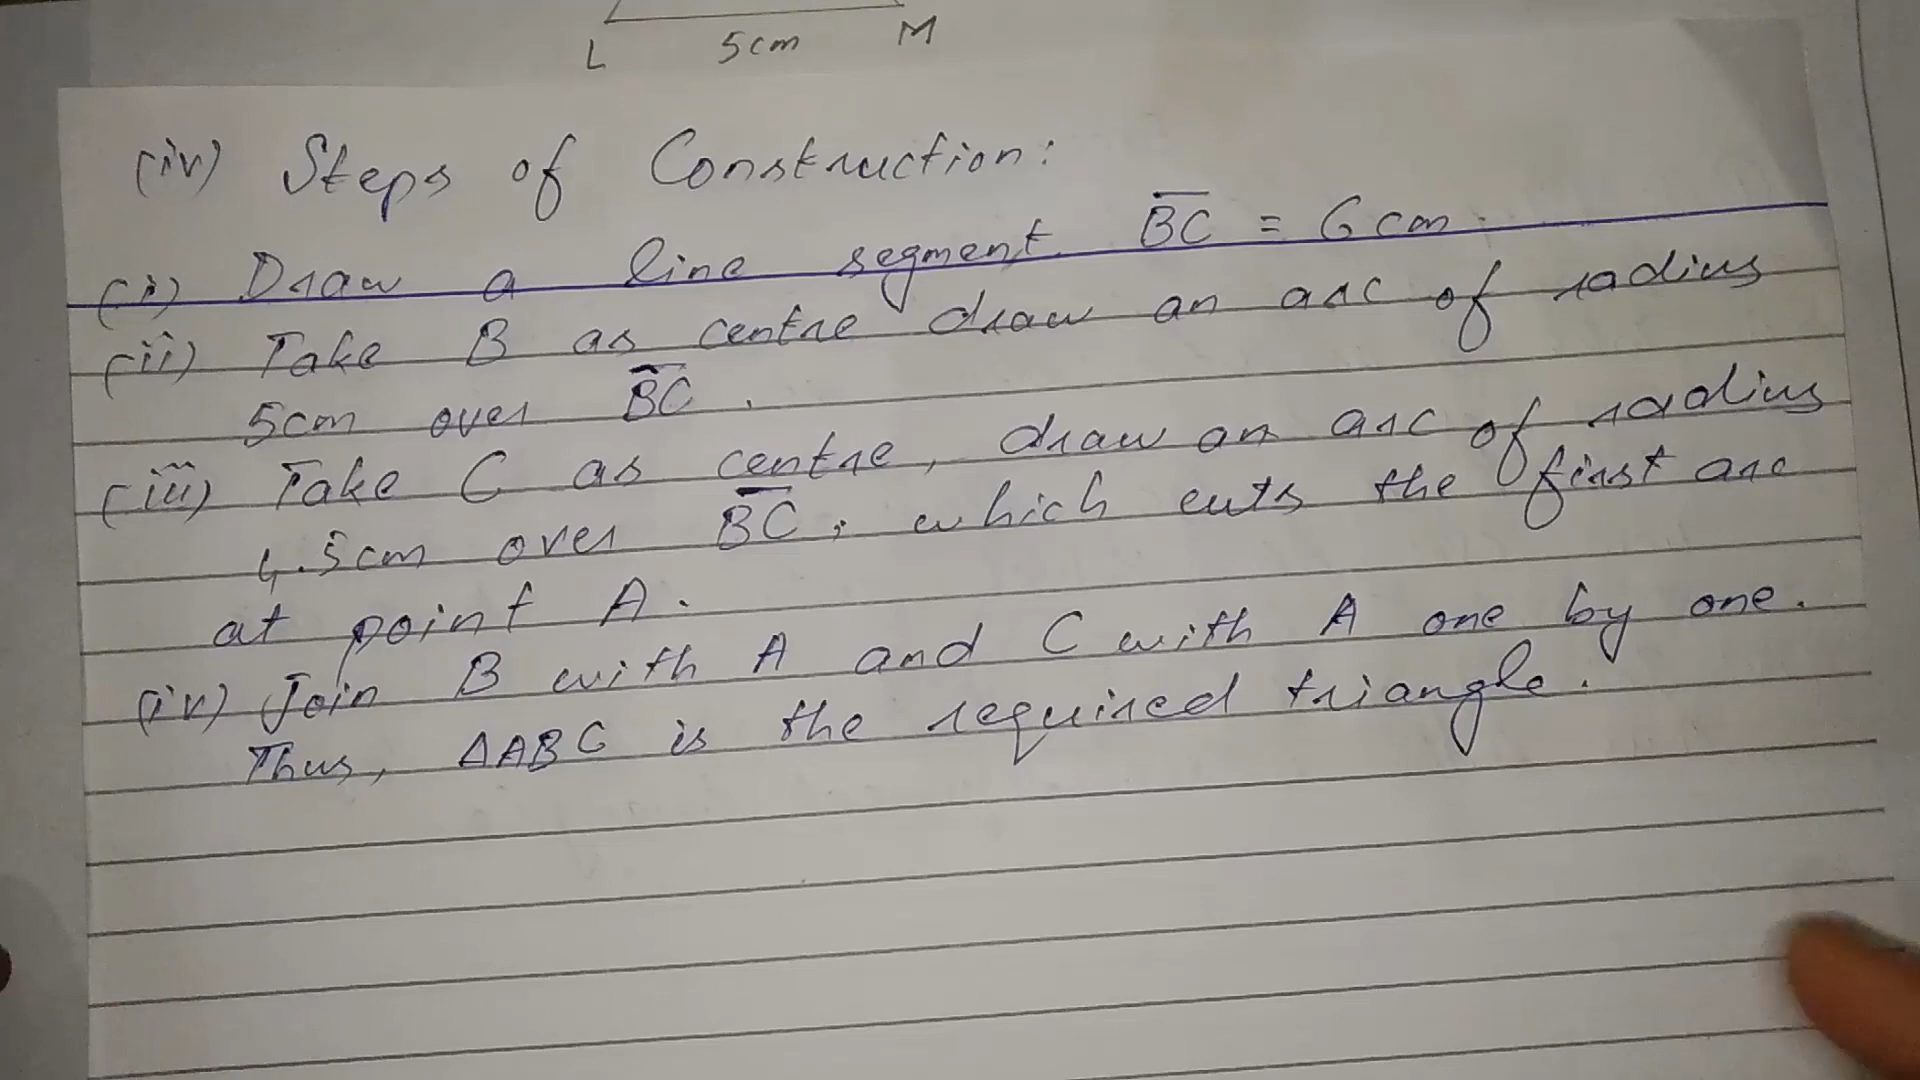 L 5cm M
(iv) Steps of Construction:
(i) Draw a line segment. BC = 6cm.
(ii) Take B as centre draw an arc of radius
5cm over BC.
(iii) Take C as centre, draw an arc of radius
4.5cm over BC, which cuts the first arc
at point A.
(iv) Join B with A and C with A one by one.
Thus, ΔABC is the required triangle.